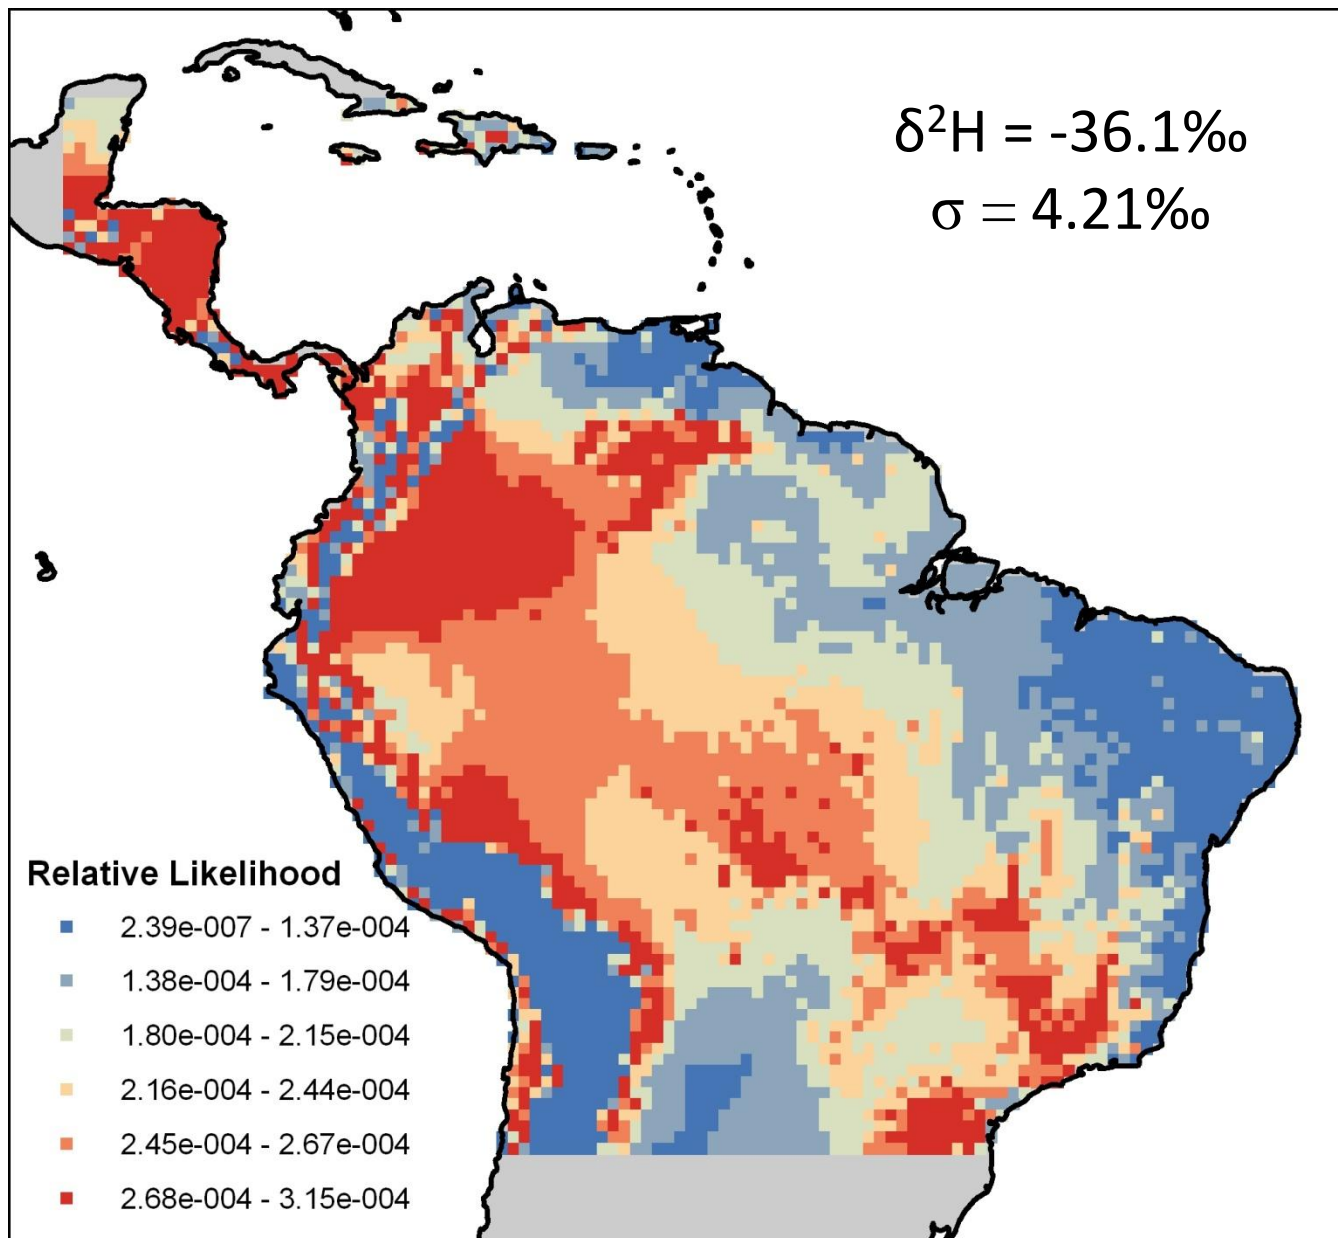 δ²H = -36.1‰
σ = 4.21‰
Relative Likelihood
2.39e-007 - 1.37e-004
1.38e-004 - 1.79e-004
1.80e-004 - 2.15e-004
2.16e-004 - 2.44e-004
2.45e-004 - 2.67e-004
2.68e-004 - 3.15e-004